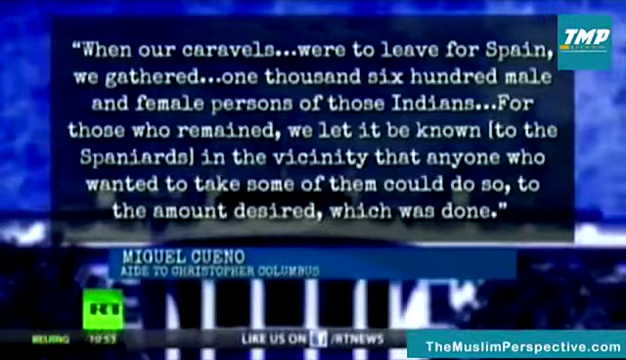 TMP
“When our caravels...were to leave for Spain,
we gathered...one thousand six hundred male
and female persons of those Indians...For
those who remained, we let it be known [to the
Spaniards] in the vicinity that anyone who
wanted to take some of them could do so, to
the amount desired, which was done.”
MIGUEL CUENO
AIDE TO CHRISTOPHER COLUMBUS
RT
BEIJING 10:53 LIKE US ON f /RTNEWS
TheMuslimPerspective.com